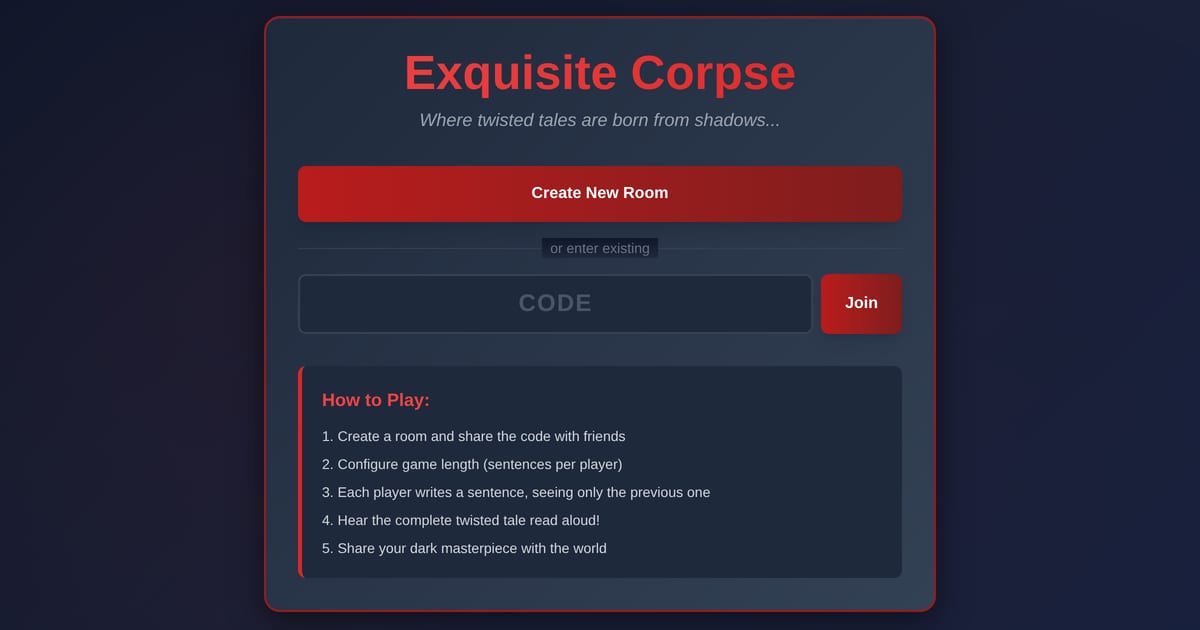 Exquisite Corpse
Where twisted tales are born from shadows...
Create New Room
or enter existing
CODE
Join
How to Play:
1. Create a room and share the code with friends
2. Configure game length (sentences per player)
3. Each player writes a sentence, seeing only the previous one
4. Hear the complete twisted tale read aloud!
5. Share your dark masterpiece with the world